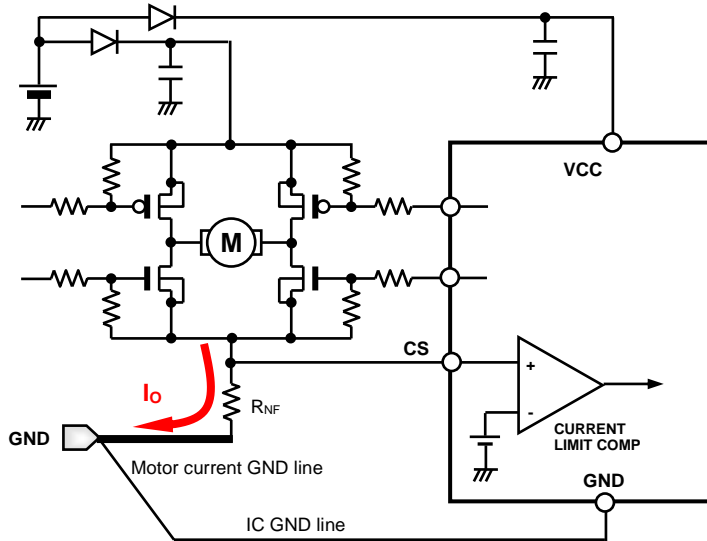 VCC
M
CS
+
-
CURRENT
LIMIT COMP
IO
RNF
GND
Motor current GND line
GND
IC GND line